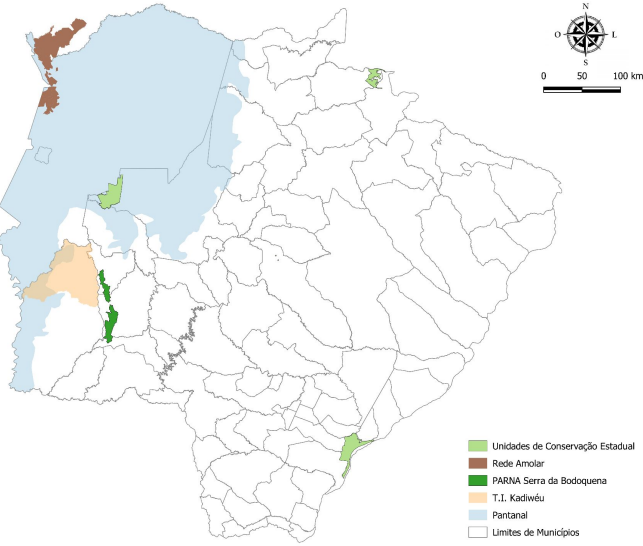 N
O
L
S
0 50 100 km
Unidades de Conservação Estadual
Rede Amolar
PARNA Serra da Bodoquena
T.I. Kadiwéu
Pantanal
Limites de Municípios